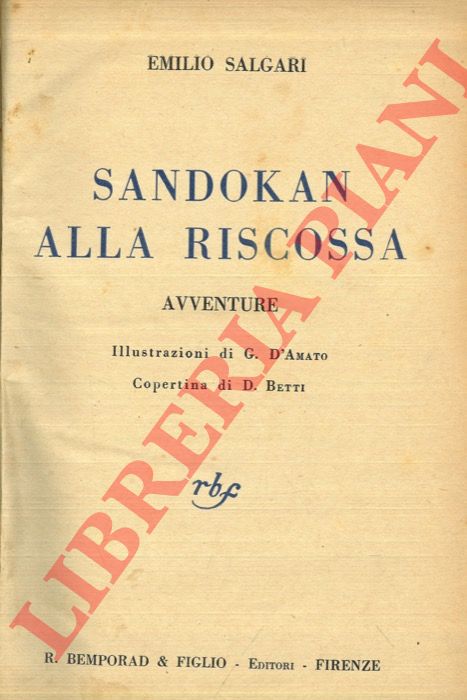 EMILIO SALGARI
SANDOKAN
ALLA RISCOSSA
AVVENTURE
Illustrazioni di G. D'AMATO
Copertina di D. BETTI
rbf
R. BEMPORAD & FIGLIO - EDITORI - FIRENZE
LIBRERIA PIANI